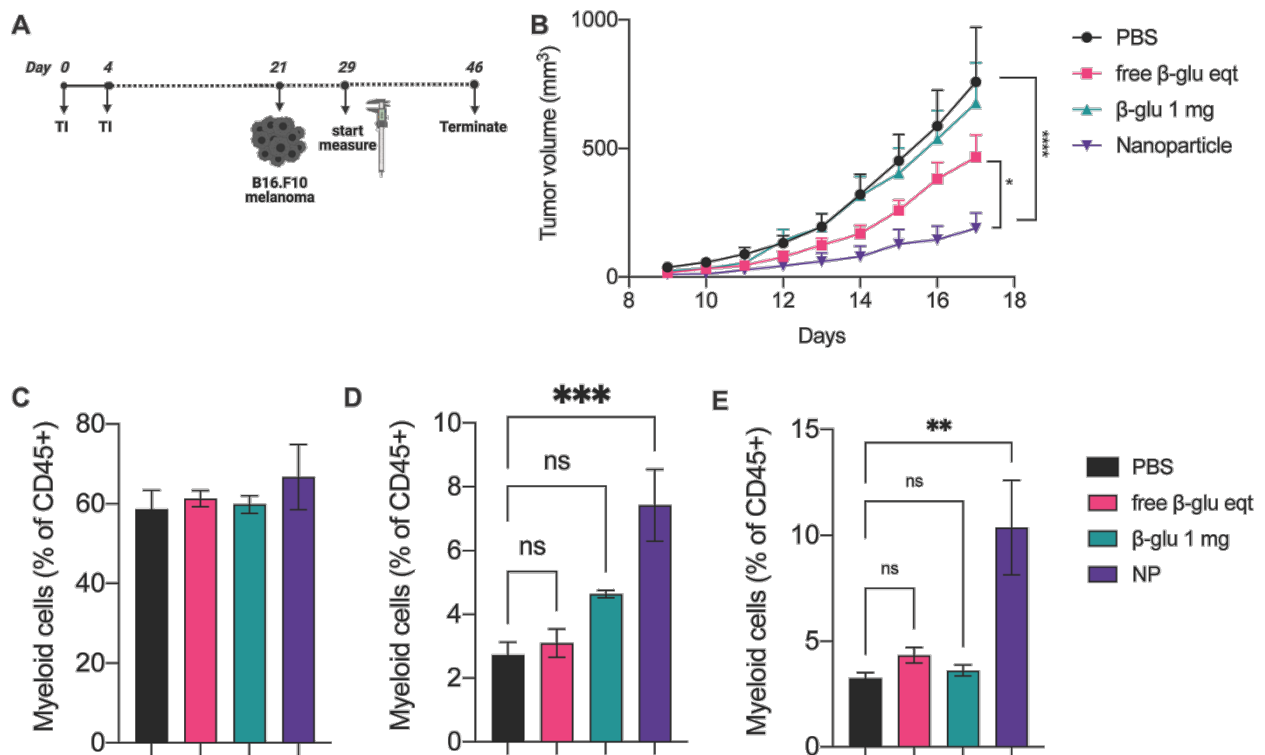 A
Day 0 4 21 29 46
TI TI start Terminate
measure
B16.F10
melanoma
B
Tumor volume (mm³)
1000
500
0
8 10 12 14 16 18
Days
****
*
PBS
free β-glu eqt
β-glu 1 mg
Nanoparticle
C
Myeloid cells (% of CD45+)
80
60
40
20
0
D
Myeloid cells (% of CD45+)
10
8
6
4
2
0
***
ns
ns
E
Myeloid cells (% of CD45+)
15
10
5
0
**
ns
ns
PBS
free β-glu eqt
β-glu 1 mg
NP